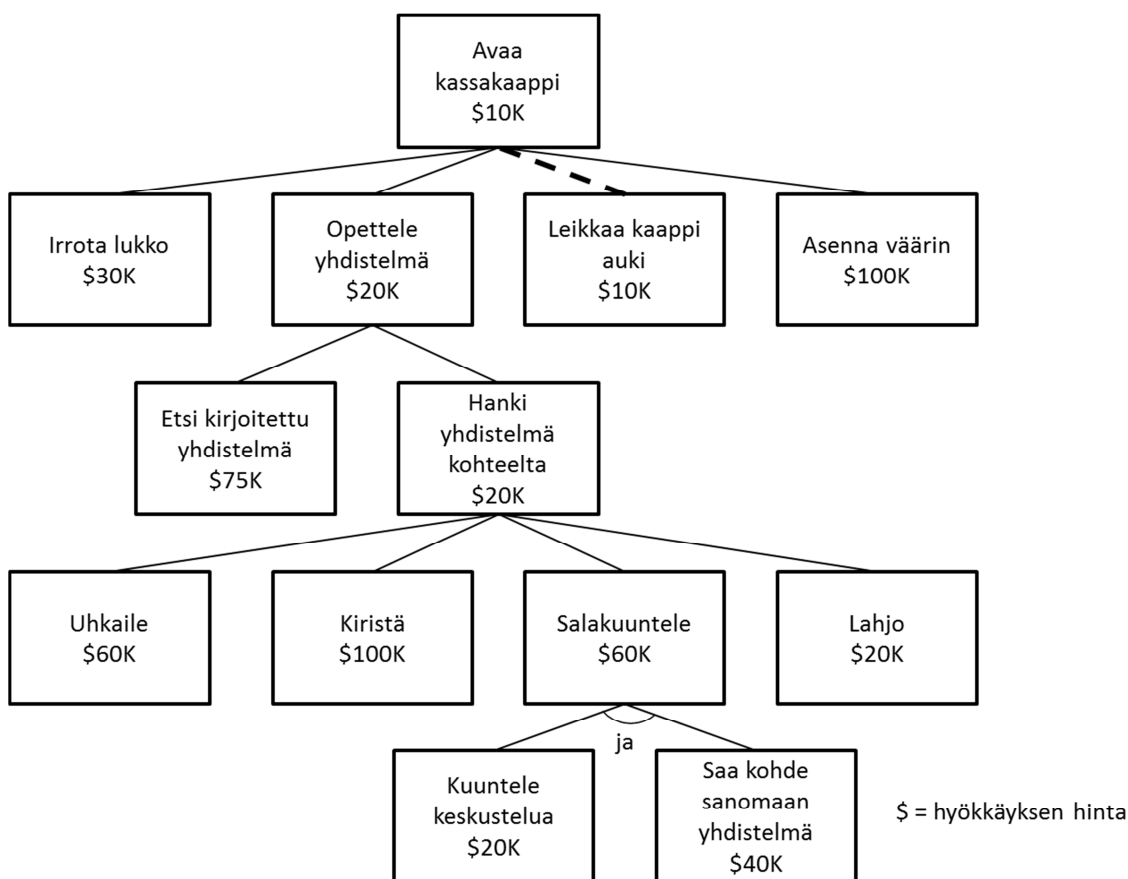 Avaa
kassakaappi
$10K
Irrota lukko
$30K
Opettele
yhdistelmä
$20K
Leikkaa kaappi
auki
$10K
Asenna väärin
$100K
Etsi kirjoitettu
yhdistelmä
$75K
Hanki
yhdistelmä
kohteelta
$20K
Uhkaile
$60K
Kiristä
$100K
Salakuuntele
$60K
Lahjo
$20K
ja
Kuuntele
keskustelua
$20K
Saa kohde
sanomaan
yhdistelmä
$40K
$ = hyökkäyksen hinta